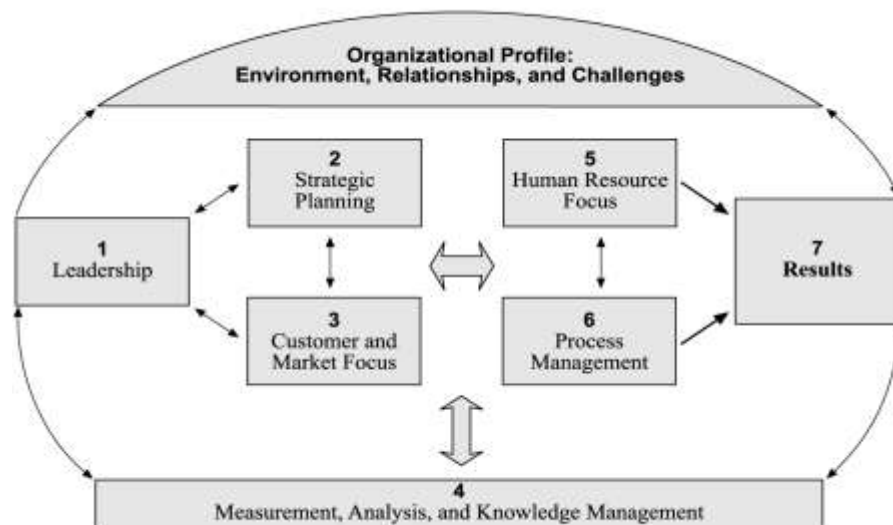 Organizational Profile:
Environment, Relationships, and Challenges
2
Strategic
Planning
5
Human Resource
Focus
1
Leadership
7
Results
3
Customer and
Market Focus
6
Process
Management
4
Measurement, Analysis, and Knowledge Management